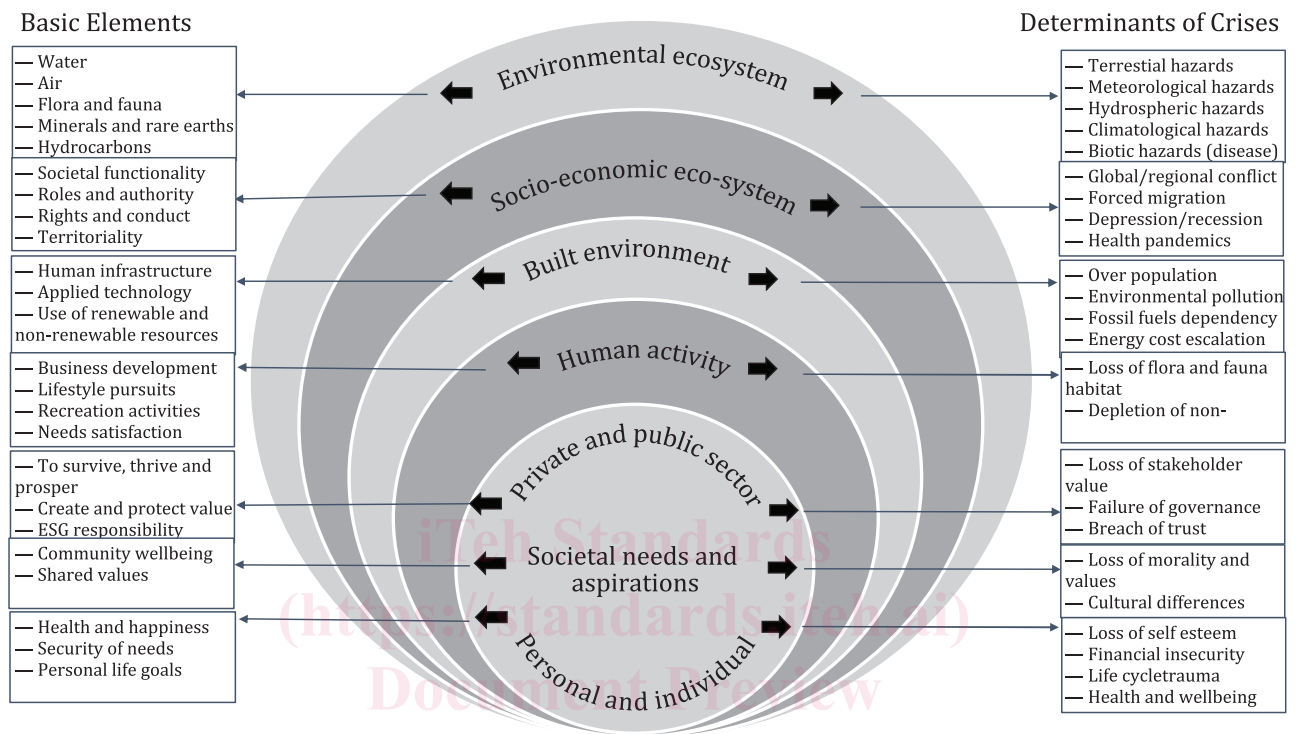 Basic Elements
— Water
— Air
— Flora and fauna
— Minerals and rare earths
— Hydrocarbons
— Societal functionality
— Roles and authority
— Rights and conduct
— Territoriality
— Human infrastructure
— Applied technology
— Use of renewable and
non-renewable resources
— Business development
— Lifestyle pursuits
— Recreation activities
— Needs satisfaction
— To survive, thrive and
prosper
— Create and protect value
— ESG responsibility
— Community wellbeing
— Shared values
— Health and happiness
— Security of needs
— Personal life goals
Environmental ecosystem
Socio-economic eco-system
Built environment
Human activity
Private and public sector
Societal needs and
aspirations
Personal and individual
iTeh Standards
(https://standards.iteh.ai)
Document Preview
Determinants of Crises
— Terrestial hazards
— Meteorological hazards
— Hydrospheric hazards
— Climatological hazards
— Biotic hazards (disease)
— Global/regional conflict
— Forced migration
— Depression/recession
— Health pandemics
— Over population
— Environmental pollution
— Fossil fuels dependency
— Energy cost escalation
— Loss of flora and fauna
habitat
— Depletion of non-
— Loss of stakeholder
value
— Failure of governance
— Breach of trust
— Loss of morality and
values
— Cultural differences
— Loss of self esteem
— Financial insecurity
— Life cycletrauma
— Health and wellbeing